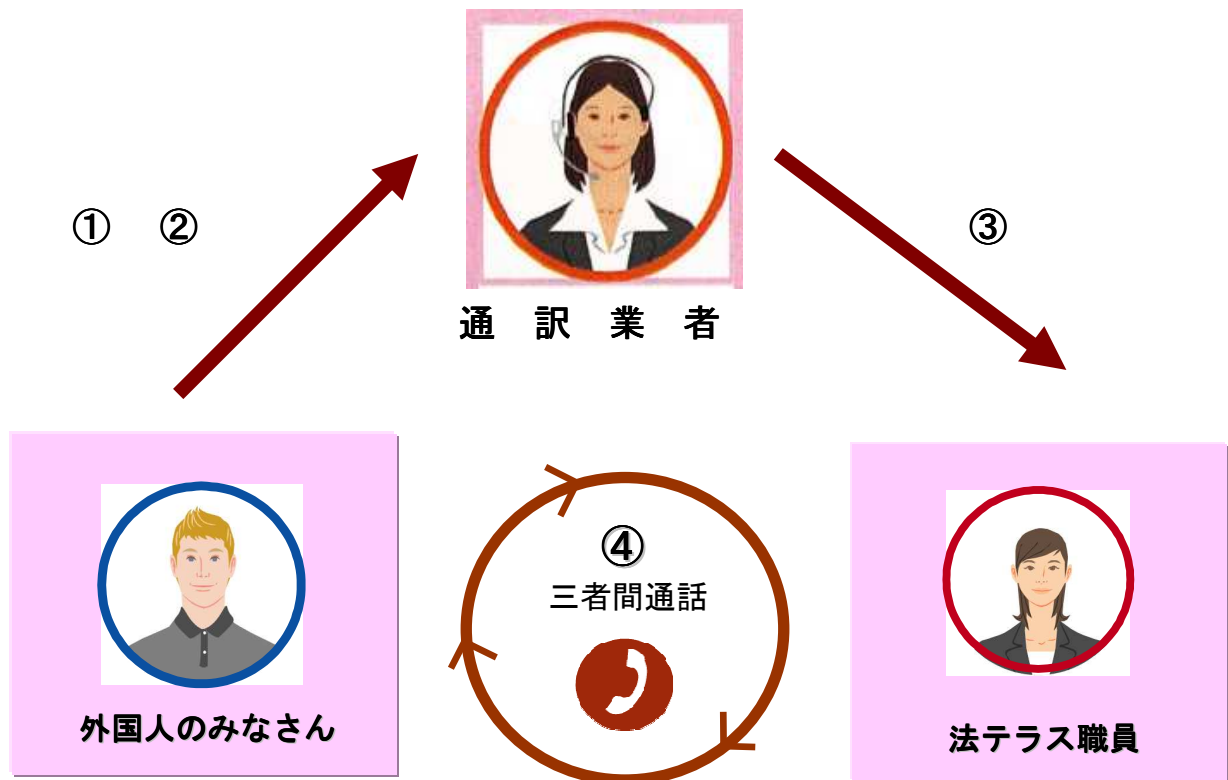 ① ②
③
通 訳 業 者
④
三者間通話
外国人のみなさん
法テラス職員